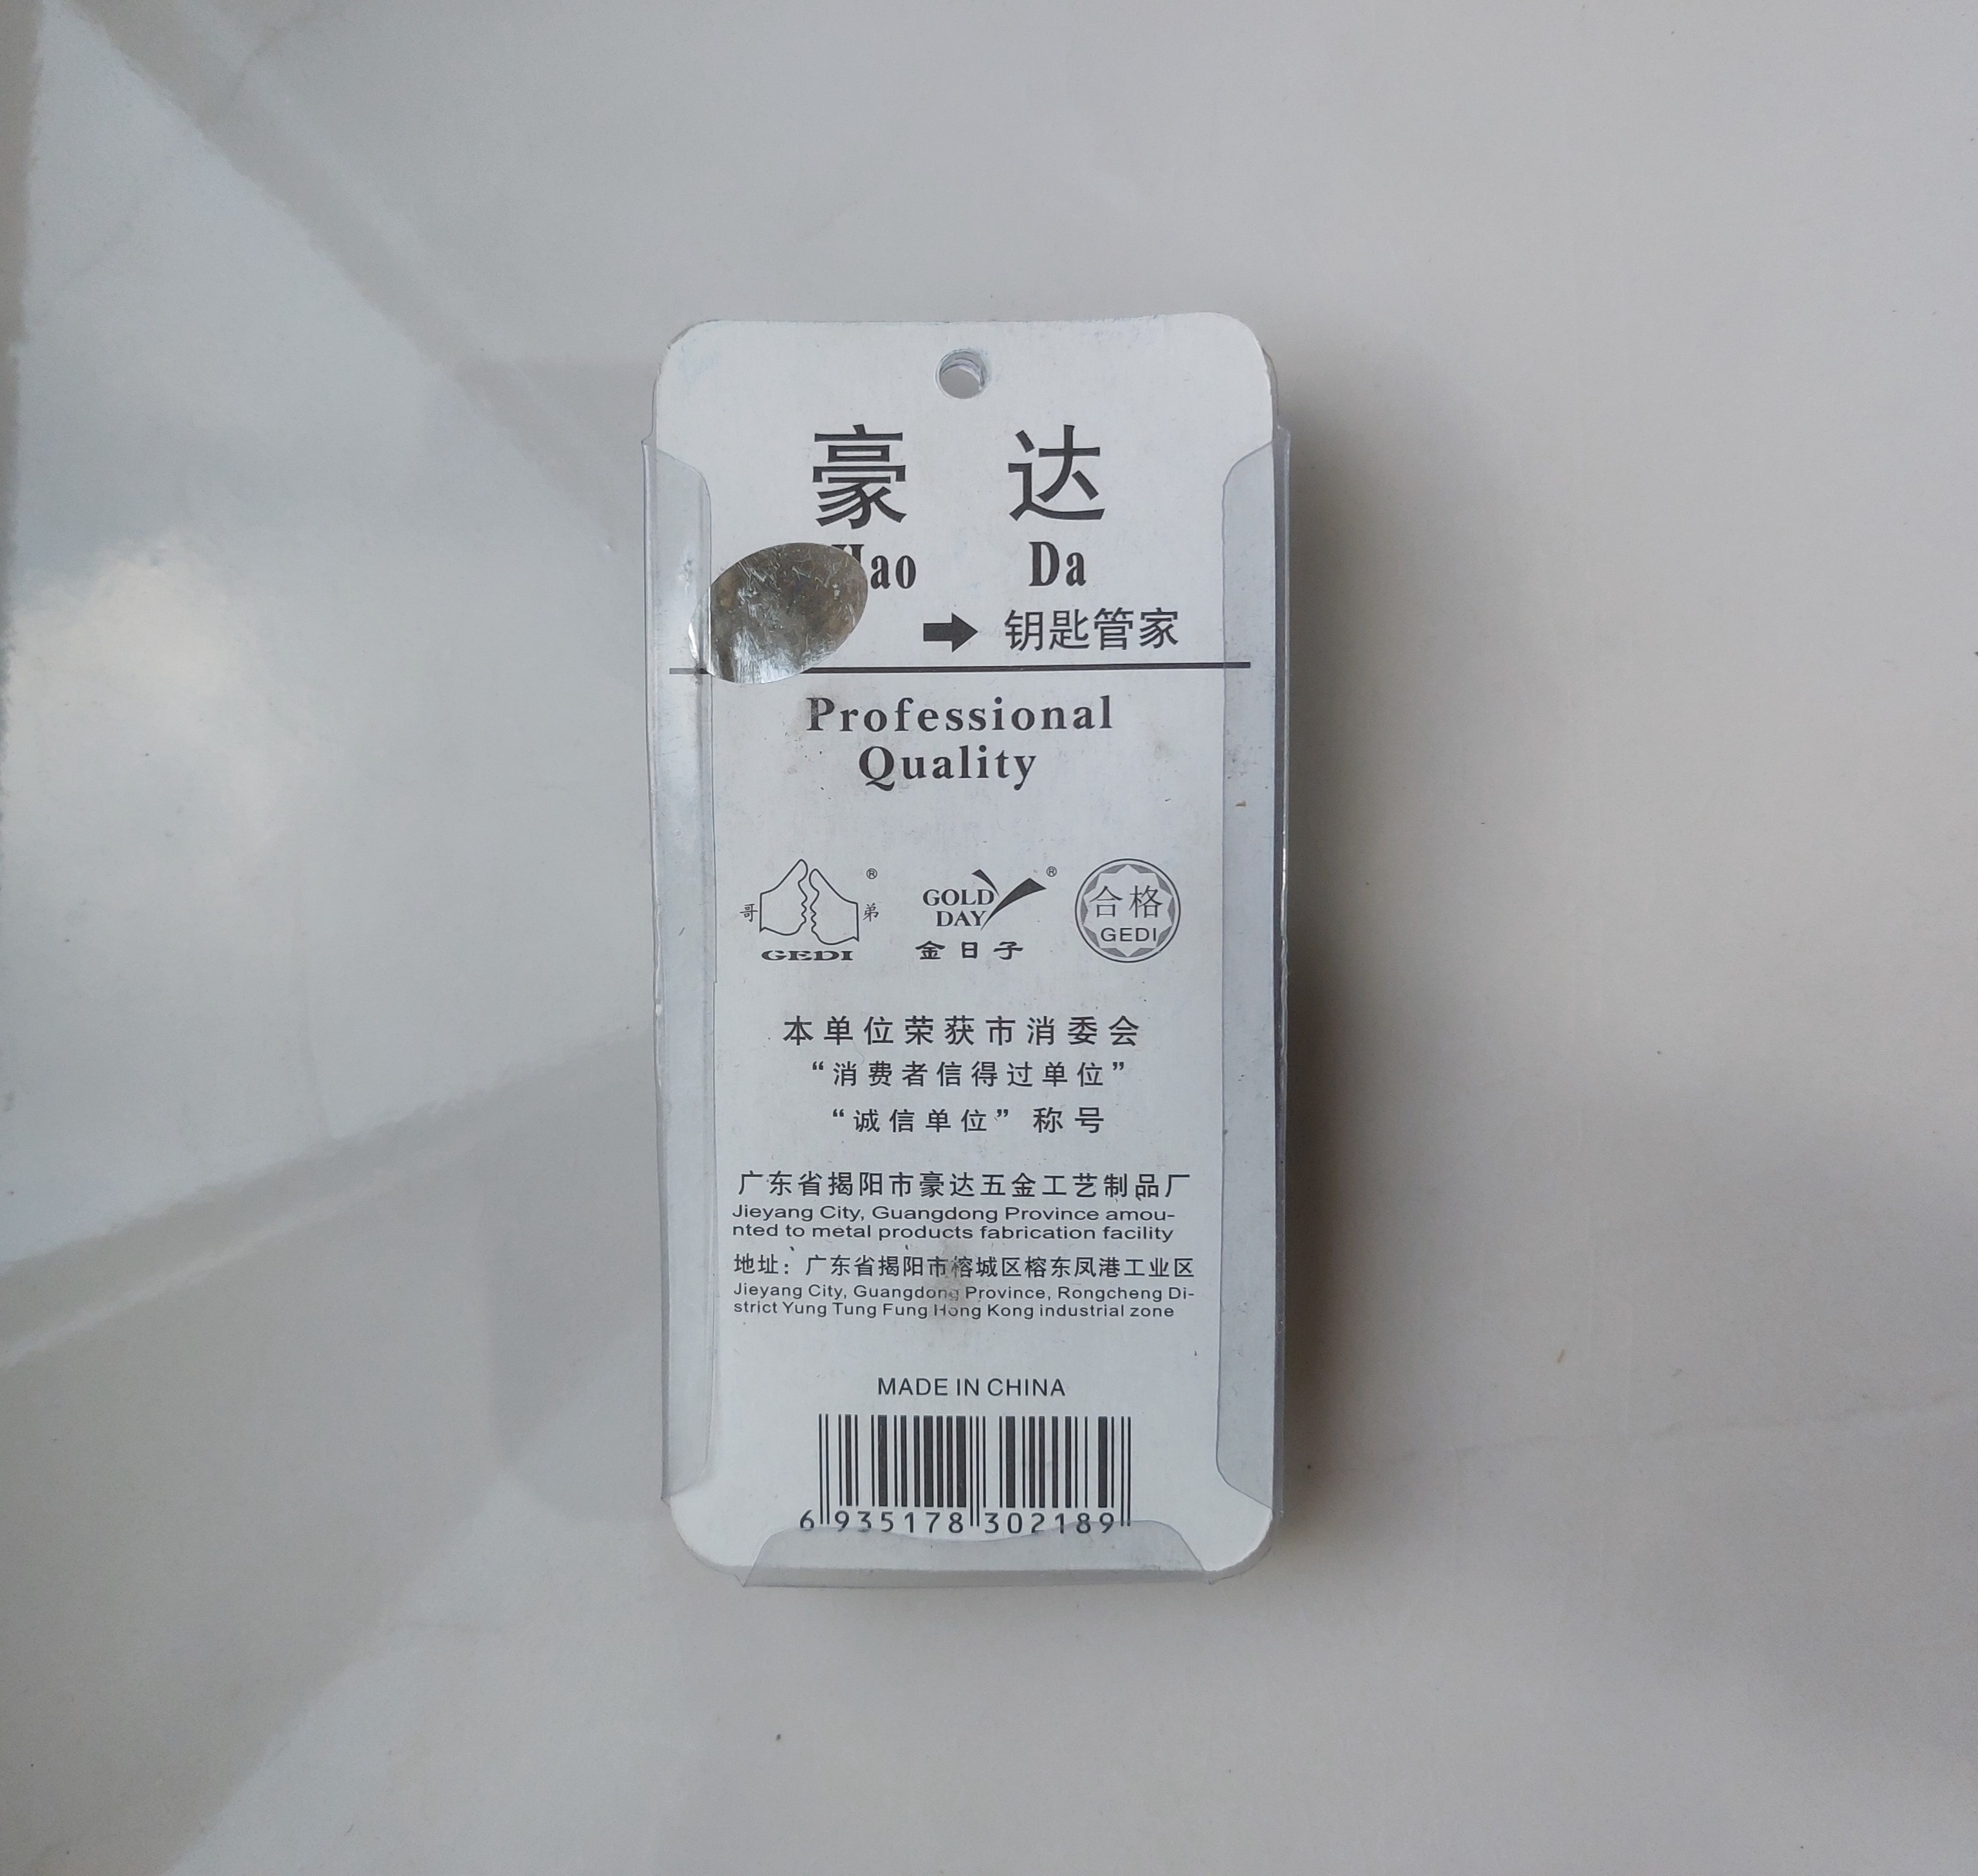 豪 达
Hao Da
➡ 钥匙管家
Professional
Quality
哥 弟 ®
GEDI
GOLD DAY ®
金日子
合格
GEDI
本单位荣获市消委会
“消费者信得过单位”
“诚信单位”称号
广东省揭阳市豪达五金工艺制品厂
Jieyang City, Guangdong Province amou-
nted to metal products fabrication facility
地址：广东省揭阳市榕城区榕东凤港工业区
Jieyang City, Guangdong Province, Rongcheng Di-
strict Yung Tung Fung Hong Kong industrial zone
MADE IN CHINA
6 935178 302189